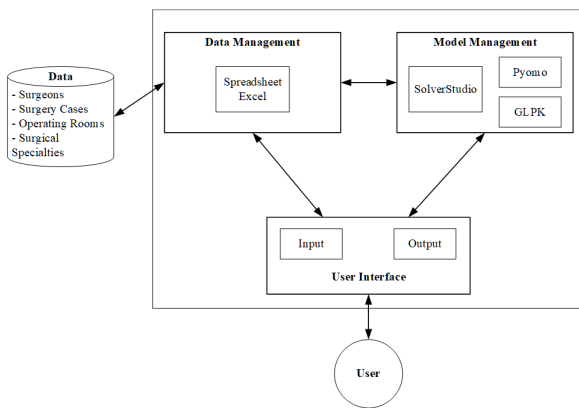 Data
- Surgeons
- Surgery Cases
- Operating Rooms
- Surgical
Specialties
Data Management
Spreadsheet
Excel
Model Management
SolverStudio
Pyomo
GLPK
Input
Output
User Interface
User